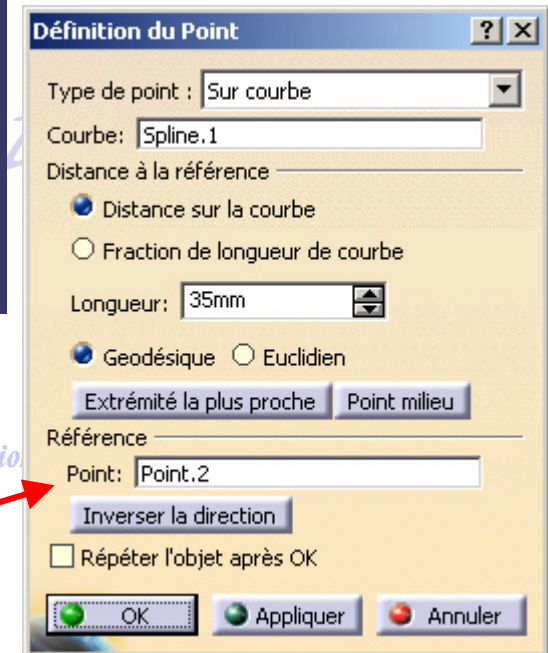 Définition du Point
Type de point : Sur courbe
Courbe: Spline.1
Distance à la référence
Distance sur la courbe
Fraction de longueur de courbe
Longueur: 35mm
Geodésique Euclidien
Extrémité la plus proche Point milieu
Référence
Point: Point.2
Inverser la direction
Répéter l'objet après OK
OK Appliquer Annuler